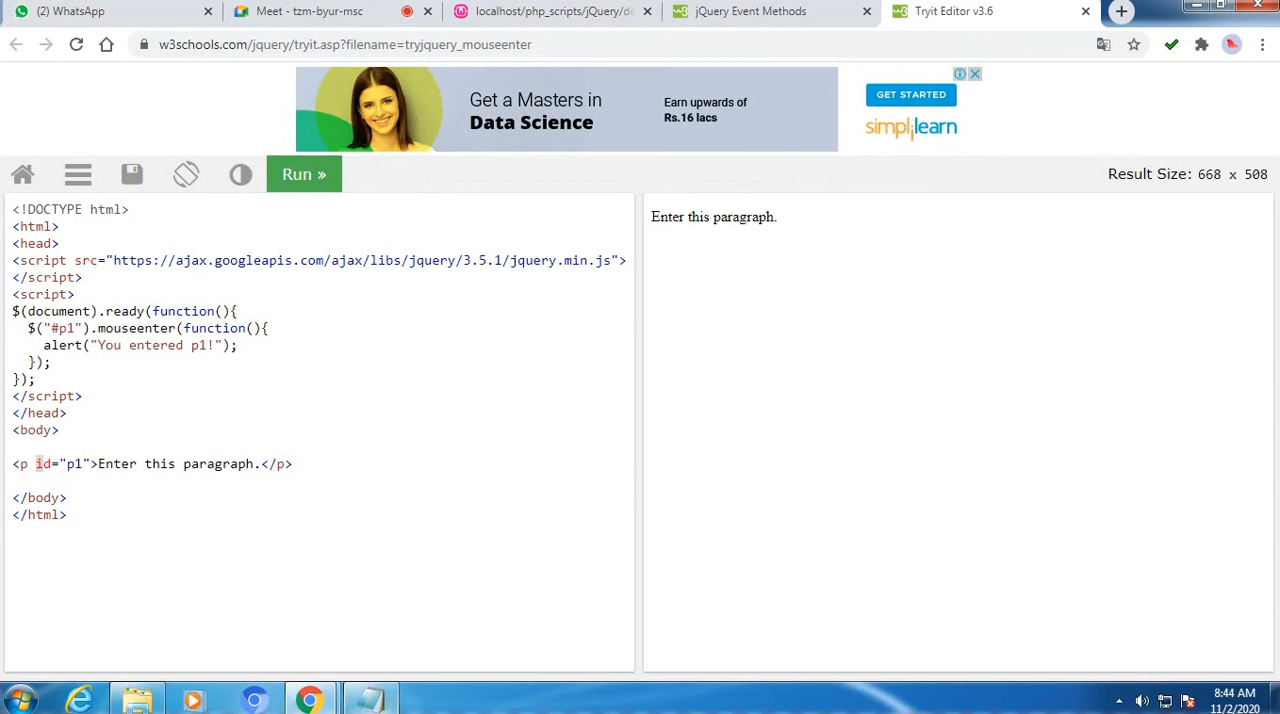 (2) WhatsApp
Meet - tzm-byur-msc
localhost/php_scripts/jQuery/de
jQuery Event Methods
Tryit Editor v3.6
w3schools.com/jquery/tryit.asp?filename=tryjquery_mouseenter
Get a Masters in
Data Science
Earn upwards of
Rs.16 lacs
GET STARTED
simplilearn
Run »
Result Size: 668 x 508
<!DOCTYPE html>
<html>
<head>
<script src="https://ajax.googleapis.com/ajax/libs/jquery/3.5.1/jquery.min.js">
</script>
<script>
$(document).ready(function(){
$("#p1").mouseenter(function(){
alert("You entered p1!");
});
});
</script>
</head>
<body>
<p id="p1">Enter this paragraph.</p>
</body>
</html>
Enter this paragraph.
8:44 AM
11/2/2020